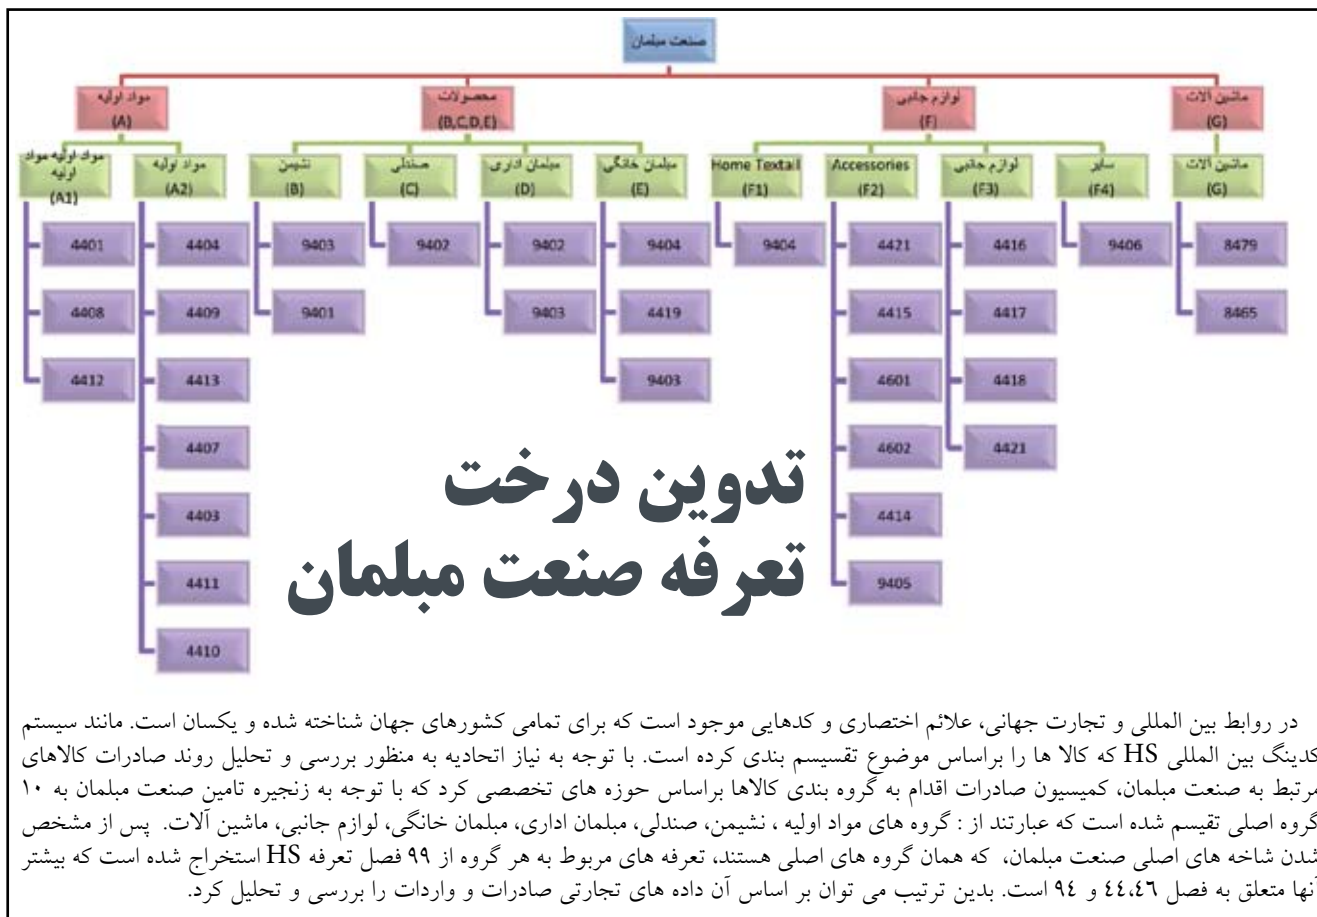 صنعت مبلمان
مواد اولیه
(A)
محصولات
(B,C,D,E)
لوازم جانبی
(F)
ماشین آلات
(G)
مواد اولیه مواد
اولیه
(A1)
مواد اولیه
(A2)
نشیمن
(B)
صندلی
(C)
مبلمان اداری
(D)
مبلمان خانگی
(E)
Home Textail
(F1)
Accessories
(F2)
لوازم جانبی
(F3)
سایر
(F4)
ماشین آلات
(G)
4401
4408
4412
4404
4409
4413
4407
4403
4411
4410
9403
9401
9402
9402
9403
9404
4419
9403
9404
4421
4415
4601
4602
4414
9405
4416
4417
4418
4421
9406
8479
8465
تدوین درخت
تعرفه صنعت مبلمان
در روابط بین المللی و تجارت جهانی، علائم اختصاری و کدهایی موجود است که برای تمامی کشورهای جهان شناخته شده و یکسان است. مانند سیستم
کدینگ بین المللی HS که کالا ها را براساس موضوع تقسیسم بندی کرده است. با توجه به نیاز اتحادیه به منظور بررسی و تحلیل روند صادرات کالاهای
مرتبط به صنعت مبلمان، کمیسیون صادرات اقدام به گروه بندی کالاها براساس حوزه های تخصصی کرد که با توجه به زنجیره تامین صنعت مبلمان به ۱۰
گروه اصلی تقیسم شده است که عبارتند از : گروه های مواد اولیه ، نشیمن، صندلی، مبلمان اداری، مبلمان خانگی، لوازم جانبی، ماشین آلات. پس از مشخص
شدن شاخه های اصلی صنعت مبلمان، که همان گروه های اصلی هستند، تعرفه های مربوط به هر گروه از ۹۹ فصل تعرفه HS استخراج شده است که بیشتر
آنها متعلق به فصل ٤٤،٤٦ و ٩٤ است. بدین ترتیب می توان بر اساس آن داده های تجارتی صادرات و واردات را بررسی و تحلیل کرد.